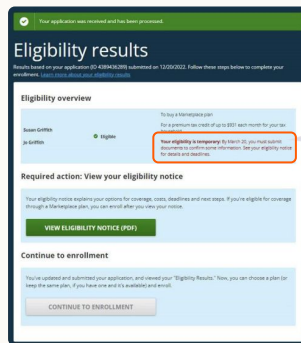 Your application was received and has been processed.
Eligibility results
Results based on your application (ID 4389436289) submitted on 12/20/2022. Follow these steps below to complete your
enrollment. Learn more about your eligibility results
Eligibility overview
To buy a Marketplace plan
For a premium tax credit of up to $931 each month for your tax
Susan Griffith
Jo Griffith
Eligible
Your eligibility is temporary: By March 20, you must submit
documents to confirm some information. See your eligibility notice
for details and deadlines.
Required action: View your eligibility notice
Your eligibility notice explains your options for coverage, costs, deadlines and next steps. If you're eligible for coverage
through a Marketplace plan, you can enroll after you view your notice.
VIEW ELIGIBILITY NOTICE (PDF)
Continue to enrollment
You've updated and submitted your application, and viewed your "Eligibility Results." Now, you can choose a plan (or
keep the same plan, if you have one and it's available) and enroll.
CONTINUE TO ENROLLMENT